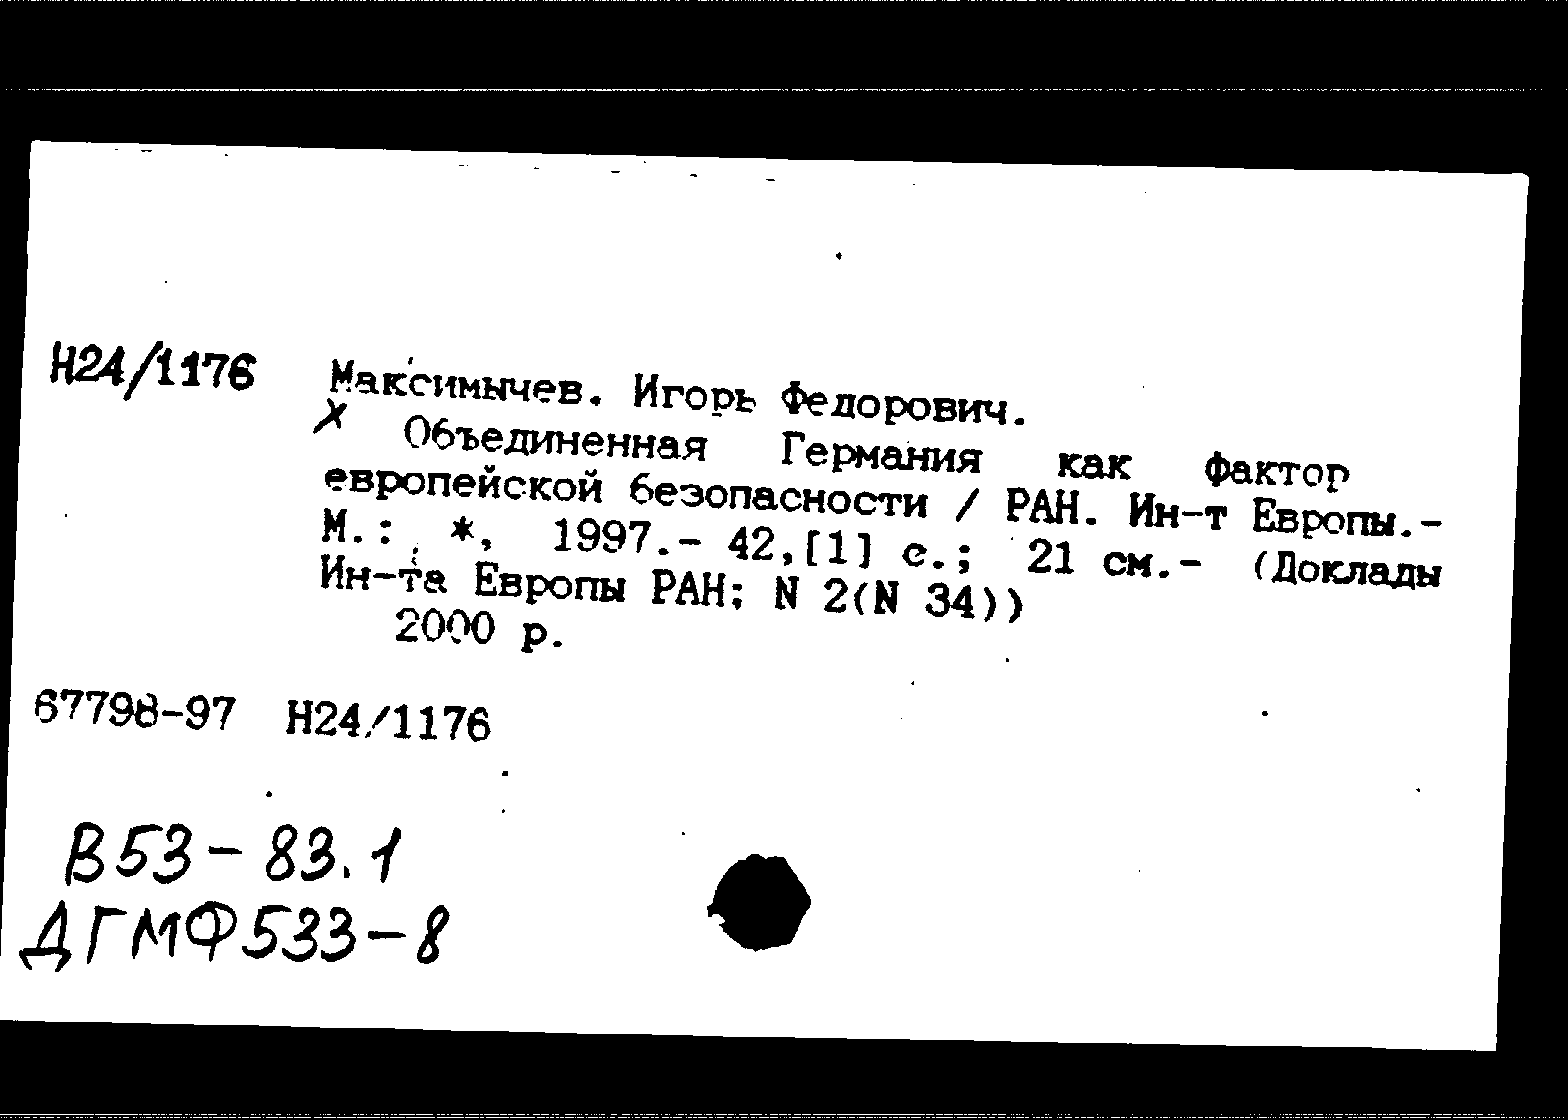 Н24/1176 Максимычев. Игорь Федорович.
X Объединенная Германия как фактор
европейской безопасности / РАН. Ин-т Европы.-
М.: *, 1997.- 42,[1] с.; 21 см.- (Доклады
Ин-та Европы РАН; N 2(N 34))
2000 р.
67798-97 Н24/1176
В53-83.1
ДГМФ533-8